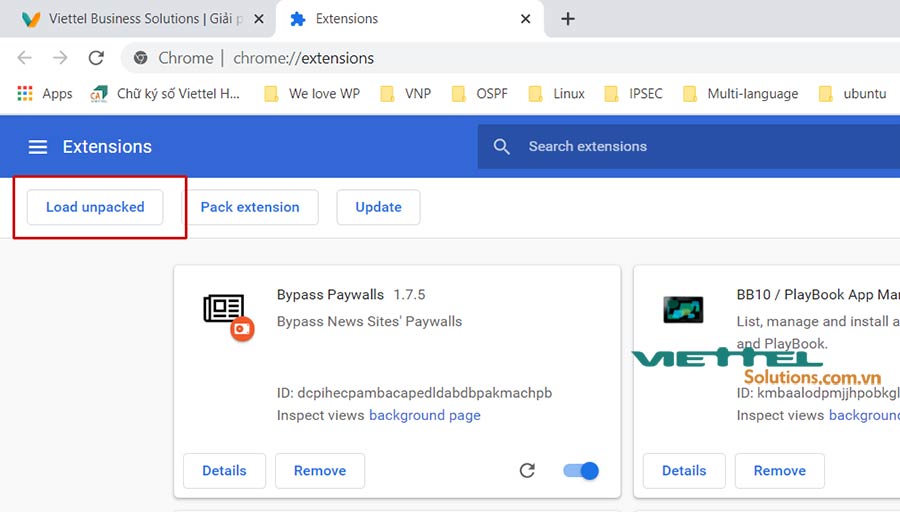 Viettel Business Solutions | Giải p
Extensions
Chrome | chrome://extensions
Apps
Chữ ký số Viettel H...
We love WP
VNP
OSPF
Linux
IPSEC
Multi-language
ubuntu
Extensions
Search extensions
Load unpacked
Pack extension
Update
Bypass Paywalls 1.7.5
Bypass News Sites' Paywalls
ID: dcpihecpambacapedldabdbpakmachpb
Inspect views background page
Details
Remove
BB10 / PlayBook App Mar
List, manage and install a
and PlayBook.
VIETTEL
Solutions.com.vn
ID: kmbaalodpmjjhpobkgl
Inspect views background
Details
Remove